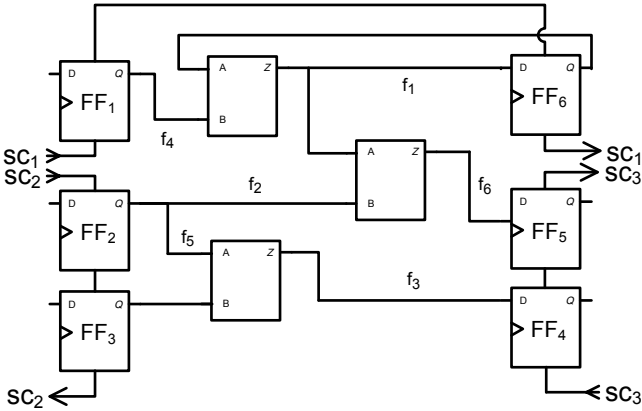 D Q
FF1
A Z
B
f1
D Q
FF6
f4
SC1
SC2
SC1
SC3
A Z
B
D Q
FF2
f2
f6
D Q
FF5
f5
A Z
B
f3
D Q
FF3
D Q
FF4
SC2
SC3